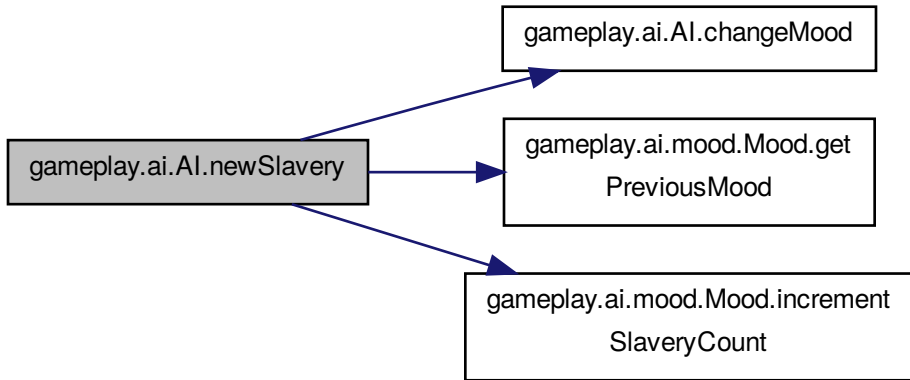 gameplay.ai.AI.changeMood
gameplay.ai.AI.newSlavery
gameplay.ai.mood.Mood.get
PreviousMood
gameplay.ai.mood.Mood.increment
SlaveryCount